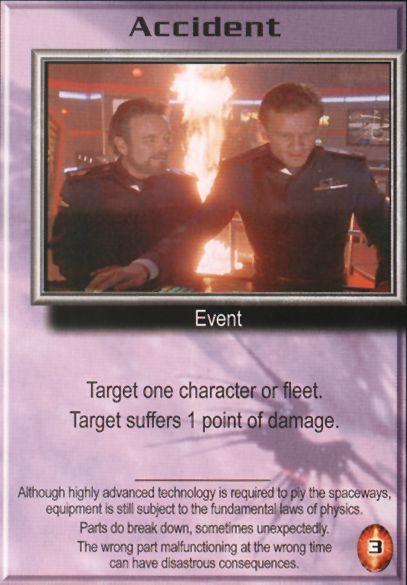 Accident
Event
Target one character or fleet.
Target suffers 1 point of damage.
Although highly advanced technology is required to ply the spaceways,
equipment is still subject to the fundamental laws of physics.
Parts do break down, sometimes unexpectedly.
The wrong part malfunctioning at the wrong time
can have disastrous consequences.
3